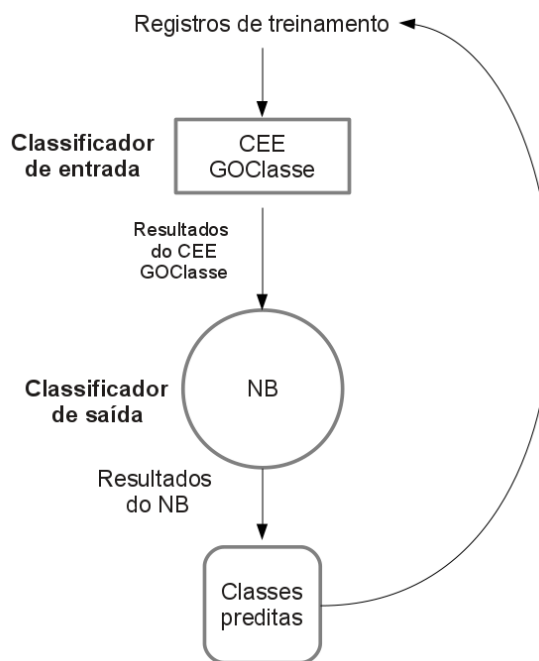 Registros de treinamento
Classificador
de entrada
CEE
GOClasse
Resultados
do CEE
GOClasse
Classificador
de saída
NB
Resultados
do NB
Classes
preditas